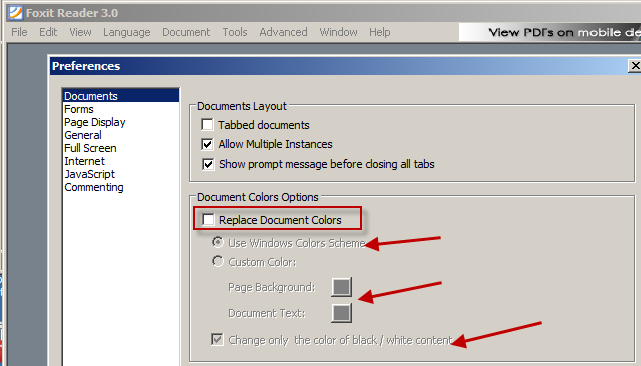 Foxit Reader 3.0
File Edit View Language Document Tools Advanced Window Help
View PDFs on mobile de
Preferences
Documents
Forms
Page Display
General
Full Screen
Internet
JavaScript
Commenting
Documents Layout
Tabbed documents
Allow Multiple Instances
Show prompt message before closing all tabs
Document Colors Options
Replace Document Colors
Use Windows Colors Scheme
Custom Color:
Page Background:
Document Text:
Change only the color of black / white content